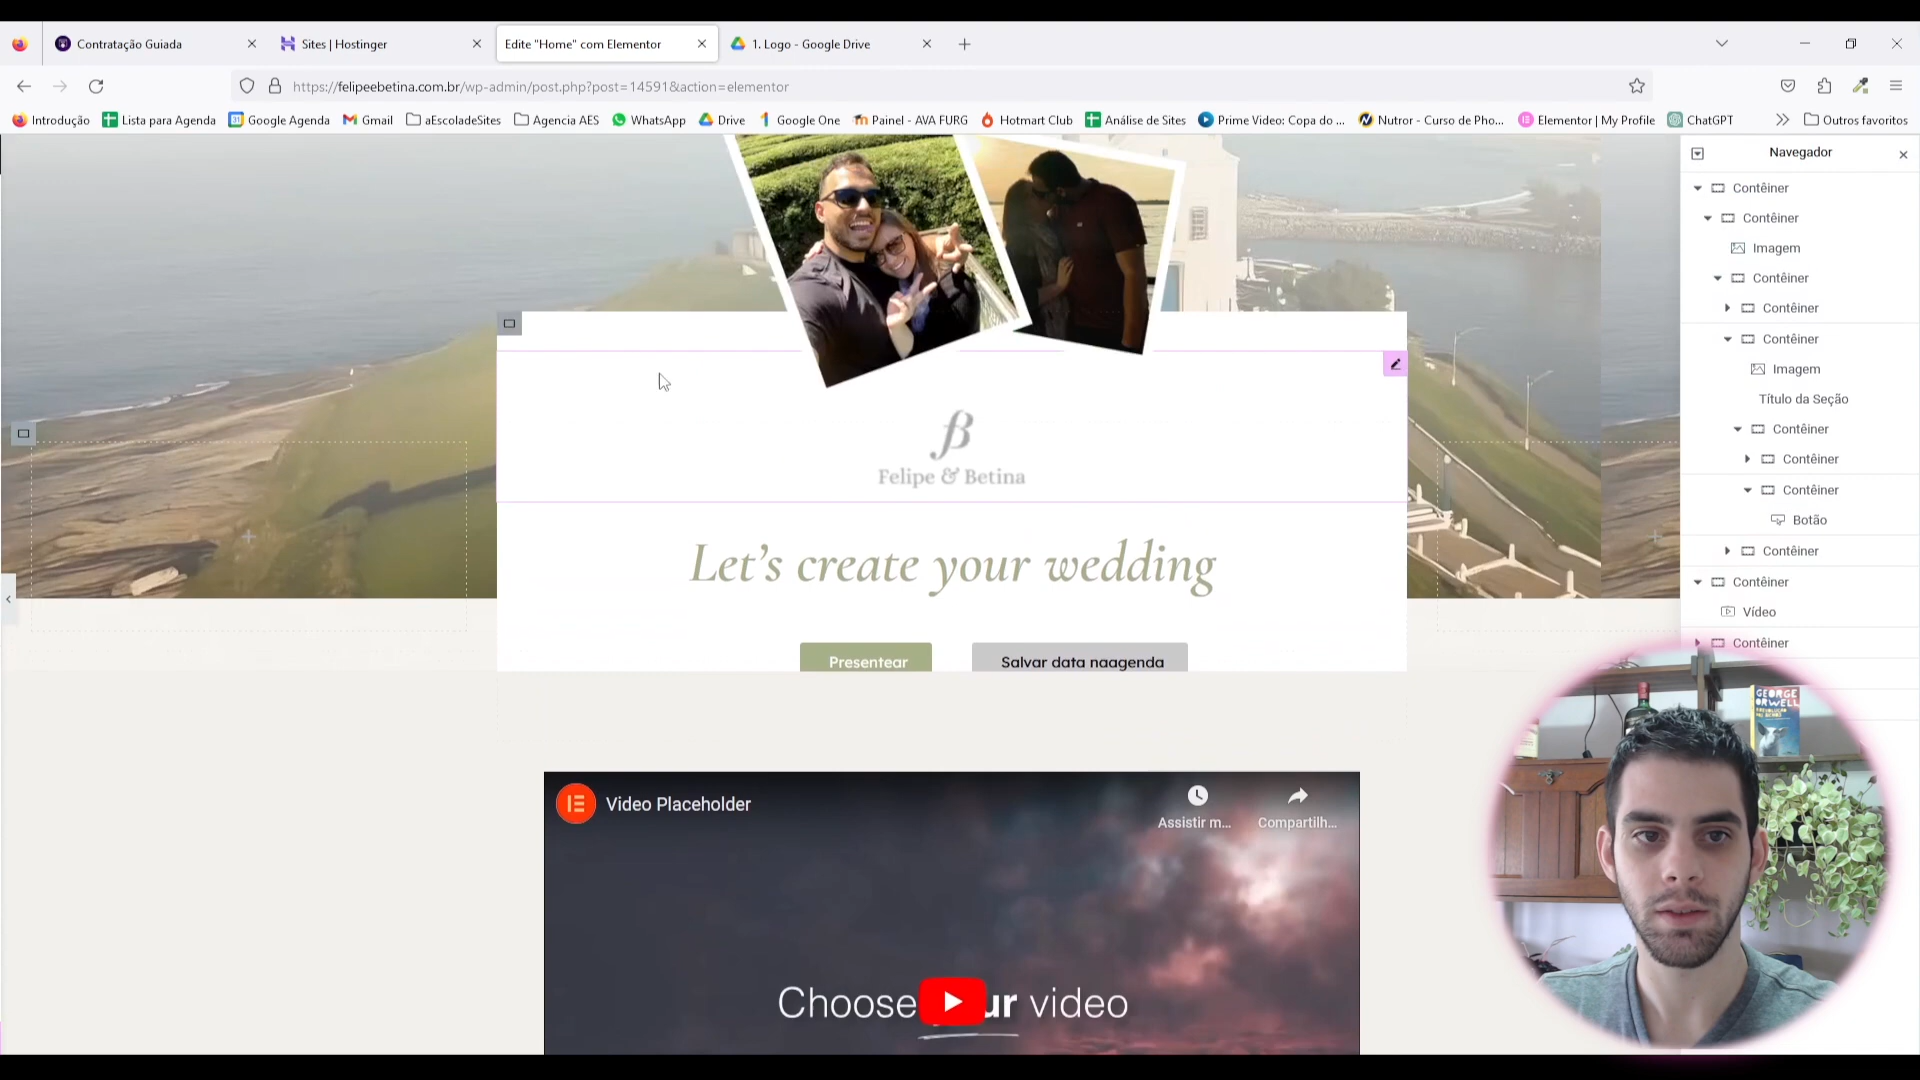 Contratação Guiada
Sites | Hostinger
Edite "Home" com Elementor
1. Logo - Google Drive
https://felipeebetina.com.br/wp-admin/post.php?post=14591&action=elementor
Introdução
Lista para Agenda
Google Agenda
Gmail
aEscoladeSites
Agencia AES
WhatsApp
Drive
Google One
Painel - AVA FURG
Hotmart Club
Análise de Sites
Prime Video: Copa do ...
Nutror - Curso de Pho...
Elementor | My Profile
ChatGPT
Outros favoritos
Navegador
Contêiner
Contêiner
Imagem
Contêiner
Contêiner
Contêiner
Imagem
Título da Seção
Contêiner
Contêiner
Contêiner
Botão
Contêiner
Contêiner
Vídeo
Contêiner
Felipe & Betina
Let’s create your wedding
Presentear
Salvar data naagenda
Video Placeholder
Assistir m...
Compartilh...
Choose your video
GEORGE
ORWELL